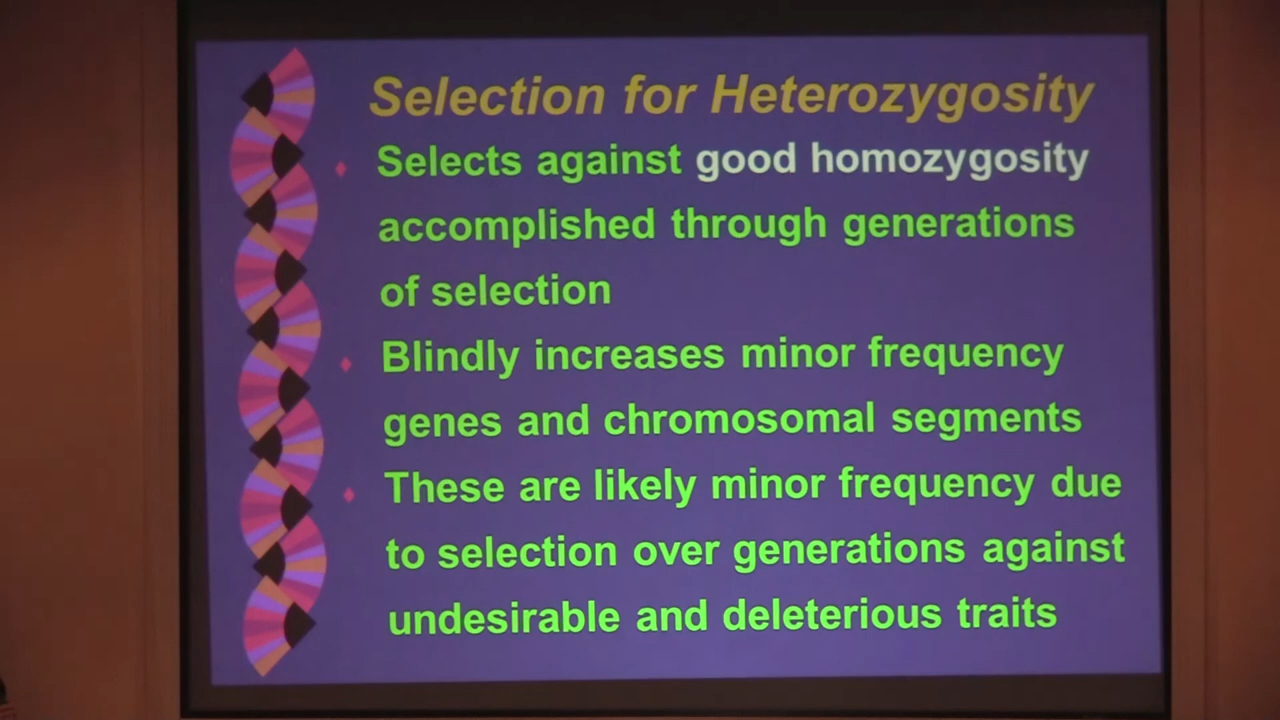 Selection for Heterozygosity
Selects against good homozygosity
accomplished through generations
of selection
Blindly increases minor frequency
genes and chromosomal segments
These are likely minor frequency due
to selection over generations against
undesirable and deleterious traits